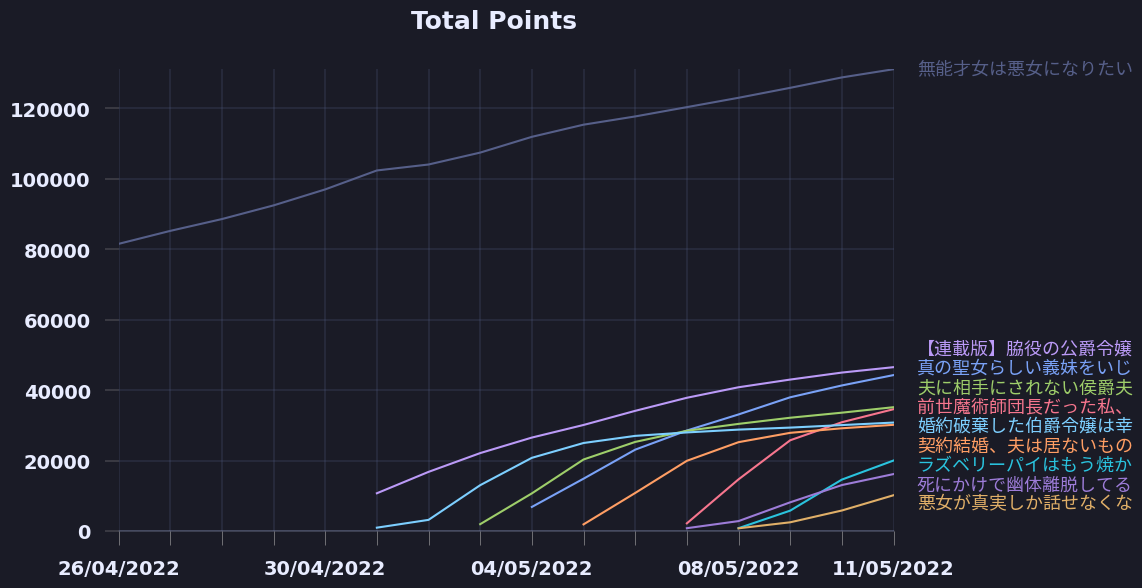 Total Points
120000
100000
80000
60000
40000
20000
0
26/04/2022
30/04/2022
04/05/2022
08/05/2022
11/05/2022
無能才女は悪女になりたい
【連載版】脇役の公爵令嬢
真の聖女らしい義妹をいじ
夫に相手にされない侯爵夫
前世魔術師団長だった私、
婚約破棄した伯爵令嬢は幸
契約結婚、夫は居ないもの
ラズベリーパイはもう焼か
死にかけで幽体離脱してる
悪女が真実しか話せなくな